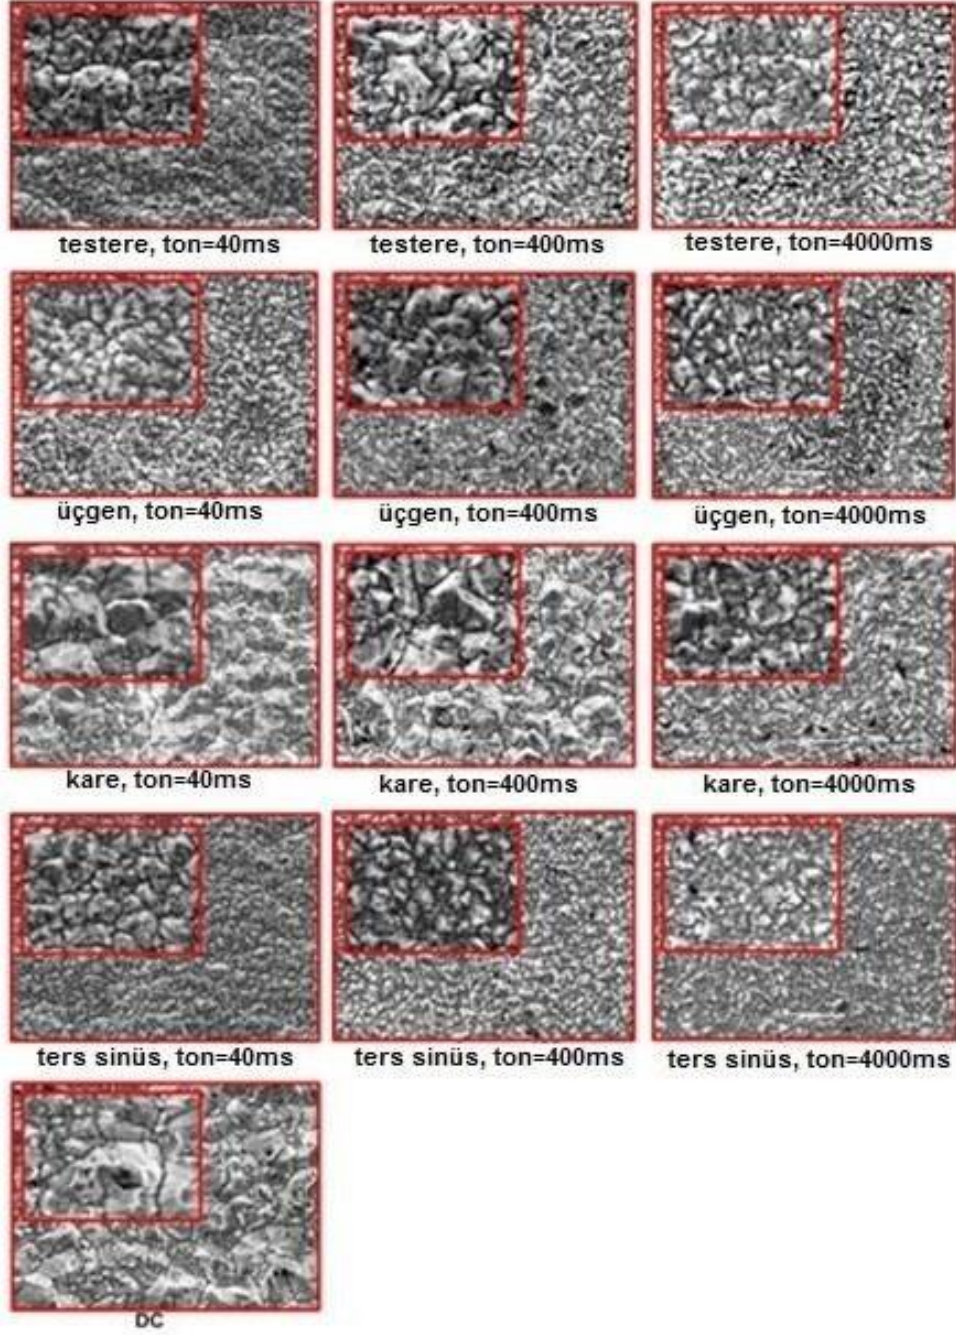 testere, ton=40ms
testere, ton=400ms
testere, ton=4000ms
üçgen, ton=40ms
üçgen, ton=400ms
üçgen, ton=4000ms
kare, ton=40ms
kare, ton=400ms
kare, ton=4000ms
ters sinüs, ton=40ms
ters sinüs, ton=400ms
ters sinüs, ton=4000ms
DC